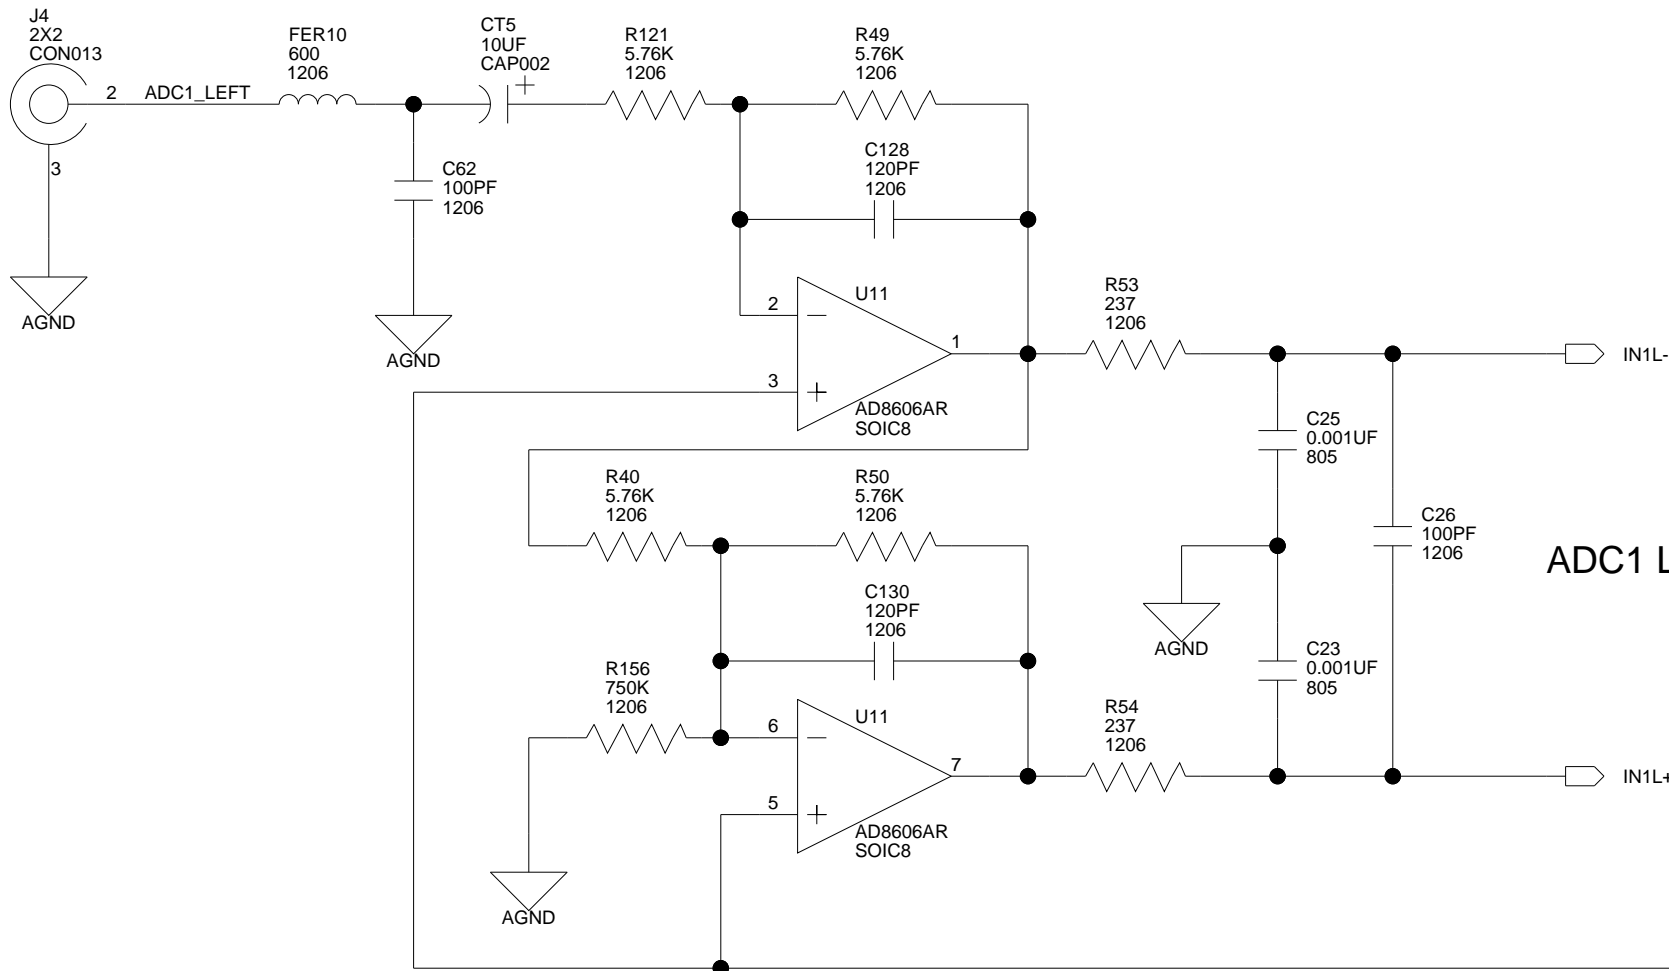 J4
2X2
CON013
2
ADC1_LEFT
3
AGND
FER10
600
1206
C62
100PF
1206
AGND
CT5
10UF
CAP002
R121
5.76K
1206
R49
5.76K
1206
C128
120PF
1206
U11
2
3
1
AD8606AR
SOIC8
R53
237
1206
IN1L-
C25
0.001UF
805
C26
100PF
1206
ADC1 L
AGND
C23
0.001UF
805
R40
5.76K
1206
R50
5.76K
1206
C130
120PF
1206
R156
750K
1206
AGND
U11
6
5
7
AD8606AR
SOIC8
R54
237
1206
IN1L+